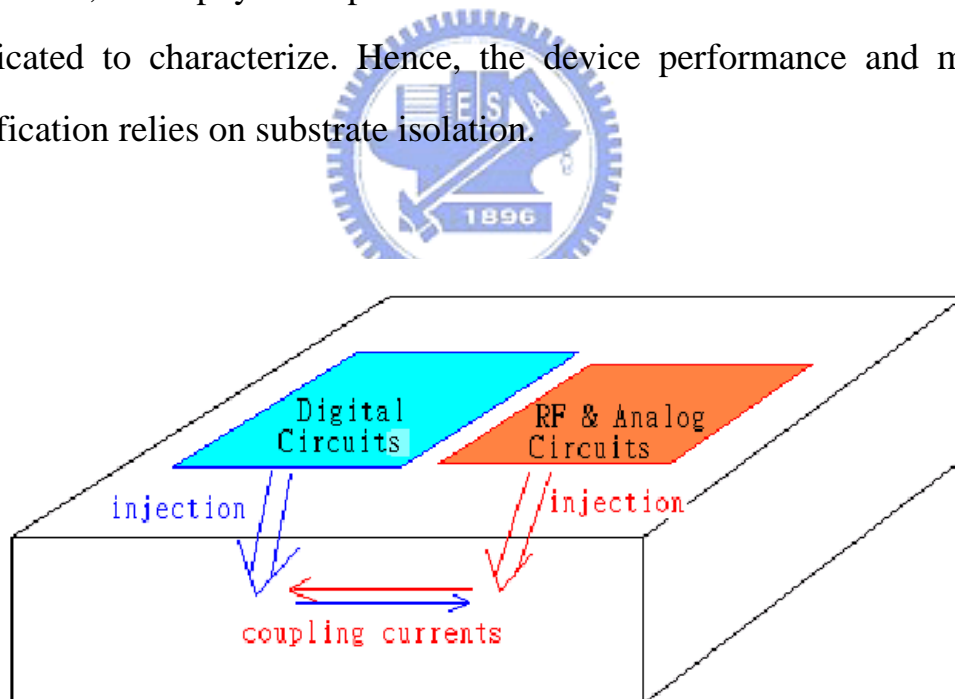 icated to characterize. Hence, the device performance and m
fication relies on substrate isolation.
E S A
1896
Digital
Circuits
RF & Analog
Circuits
injection
injection
coupling currents